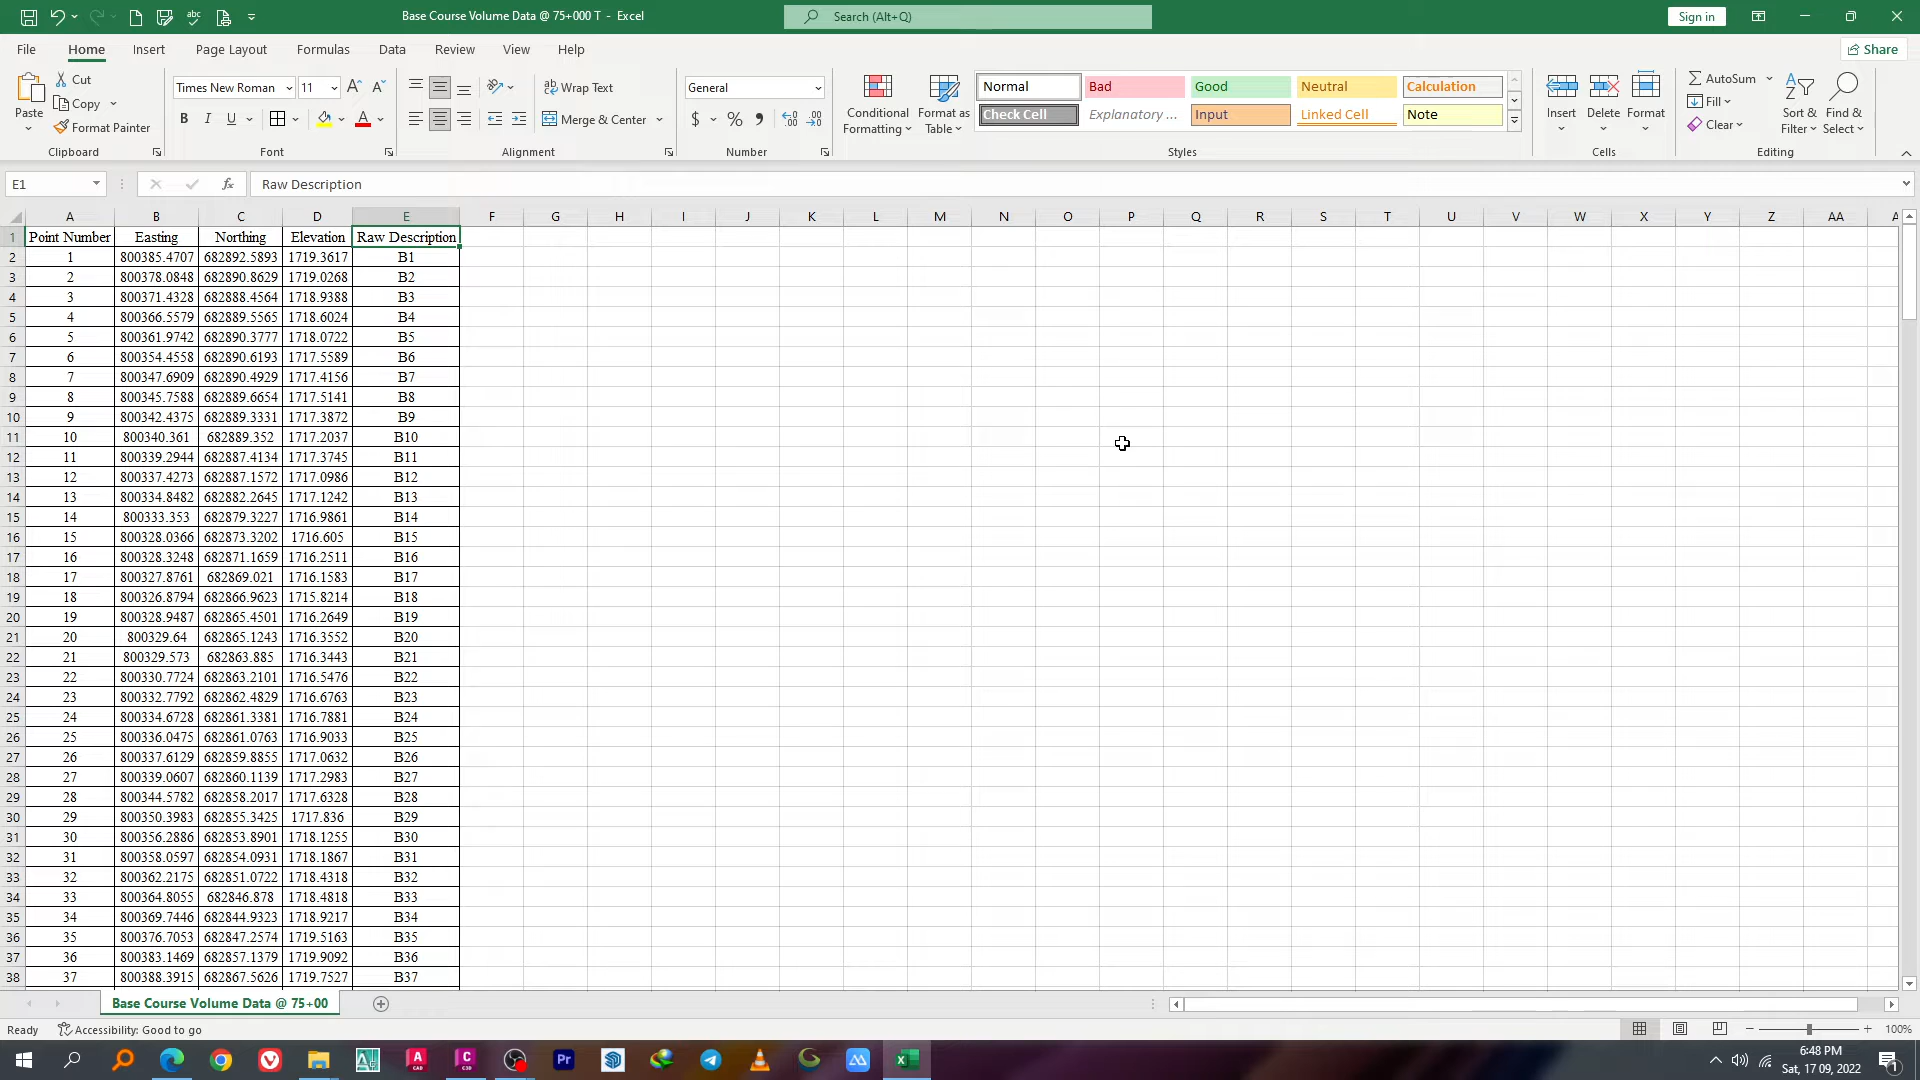 Base Course Volume Data @ 75+000 T - Excel
Search (Alt+Q)
Sign in
File Home Insert Page Layout Formulas Data Review View Help
Share
Paste
Cut
Copy
Format Painter
Clipboard
Times New Roman 11
Font
Wrap Text
Merge & Center
Alignment
General
Number
Conditional Formatting
Format as Table
Normal Bad Good Neutral Calculation
Check Cell Explanatory ... Input Linked Cell Note
Styles
Insert Delete Format
Cells
AutoSum
Fill
Clear
Sort & Filter
Find & Select
Editing
E1
fx
Raw Description
A B C D E F G H I J K L M N O P Q R S T U V W X Y Z AA
1 Point Number Easting Northing Elevation Raw Description
2 1 800385.4707 682892.5893 1719.3617 B1
3 2 800378.0848 682890.8629 1719.0268 B2
4 3 800371.4328 682888.4564 1718.9388 B3
5 4 800366.5579 682889.5565 1718.6024 B4
6 5 800361.9742 682890.3777 1718.0722 B5
7 6 800354.4558 682890.6193 1717.5589 B6
8 7 800347.6909 682890.4929 1717.4156 B7
9 8 800345.7588 682889.6654 1717.5141 B8
10 9 800342.4375 682889.3331 1717.3872 B9
11 10 800340.361 682889.352 1717.2037 B10
12 11 800339.2944 682887.4134 1717.3745 B11
13 12 800337.4273 682887.1572 1717.0986 B12
14 13 800334.8482 682882.2645 1717.1242 B13
15 14 800333.353 682879.3227 1716.9861 B14
16 15 800328.0366 682873.3202 1716.605 B15
17 16 800328.3248 682871.1659 1716.2511 B16
18 17 800327.8761 682869.021 1716.1583 B17
19 18 800326.8794 682866.9623 1715.8214 B18
20 19 800328.9487 682865.4501 1716.2649 B19
21 20 800329.64 682865.1243 1716.3552 B20
22 21 800329.573 682863.885 1716.3443 B21
23 22 800330.7724 682863.2101 1716.5476 B22
24 23 800332.7792 682862.4829 1716.6763 B23
25 24 800334.6728 682861.3381 1716.7881 B24
26 25 800336.0475 682861.0763 1716.9033 B25
27 26 800337.6129 682859.8855 1717.0632 B26
28 27 800339.0607 682860.1139 1717.2983 B27
29 28 800344.5782 682858.2017 1717.6328 B28
30 29 800350.3983 682855.3425 1717.836 B29
31 30 800356.2886 682853.8901 1718.1255 B30
32 31 800358.0597 682854.0931 1718.1867 B31
33 32 800362.2175 682851.0722 1718.4318 B32
34 33 800364.8055 682846.878 1718.4818 B33
35 34 800369.7446 682844.9323 1718.9217 B34
36 35 800376.7053 682847.2574 1719.5163 B35
37 36 800383.1469 682857.1379 1719.9092 B36
38 37 800388.3915 682867.5626 1719.7527 B37
Base Course Volume Data @ 75+00
Ready Accessibility: Good to go
100%
6:48 PM
Sat, 17 09, 2022